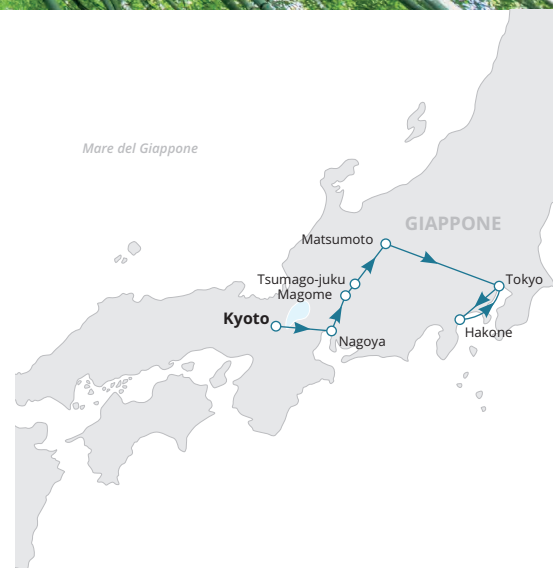 Mare del Giappone
GIAPPONE
Matsumoto
Tsumago-juku
Magome
Tokyo
Kyoto
Hakone
Nagoya